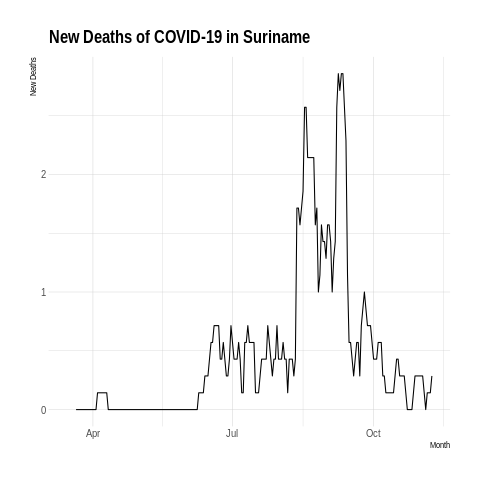 New Deaths of COVID-19 in Suriname
New Deaths
2
1
0
Apr
Jul
Oct
Month